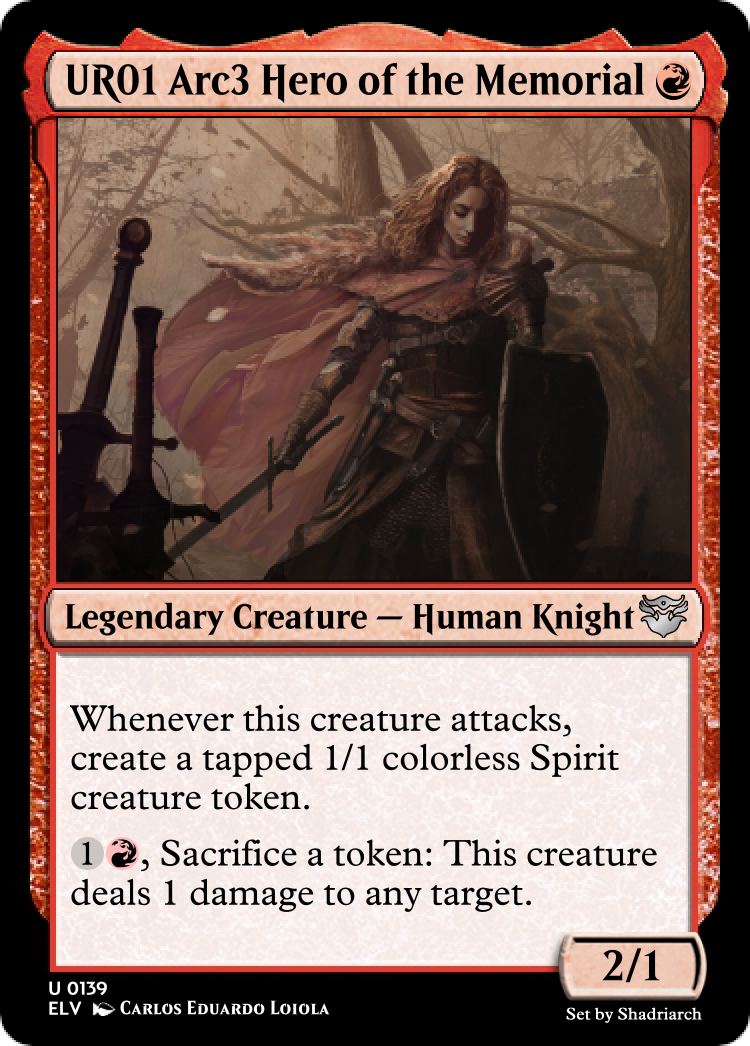 UR01 Arc3 Hero of the Memorial
Legendary Creature — Human Knight
Whenever this creature attacks,
create a tapped 1/1 colorless Spirit
creature token.
1, Sacrifice a token: This creature
deals 1 damage to any target.
2/1
U 0139
ELV Carlos Eduardo Loiola
Set by Shadriarch